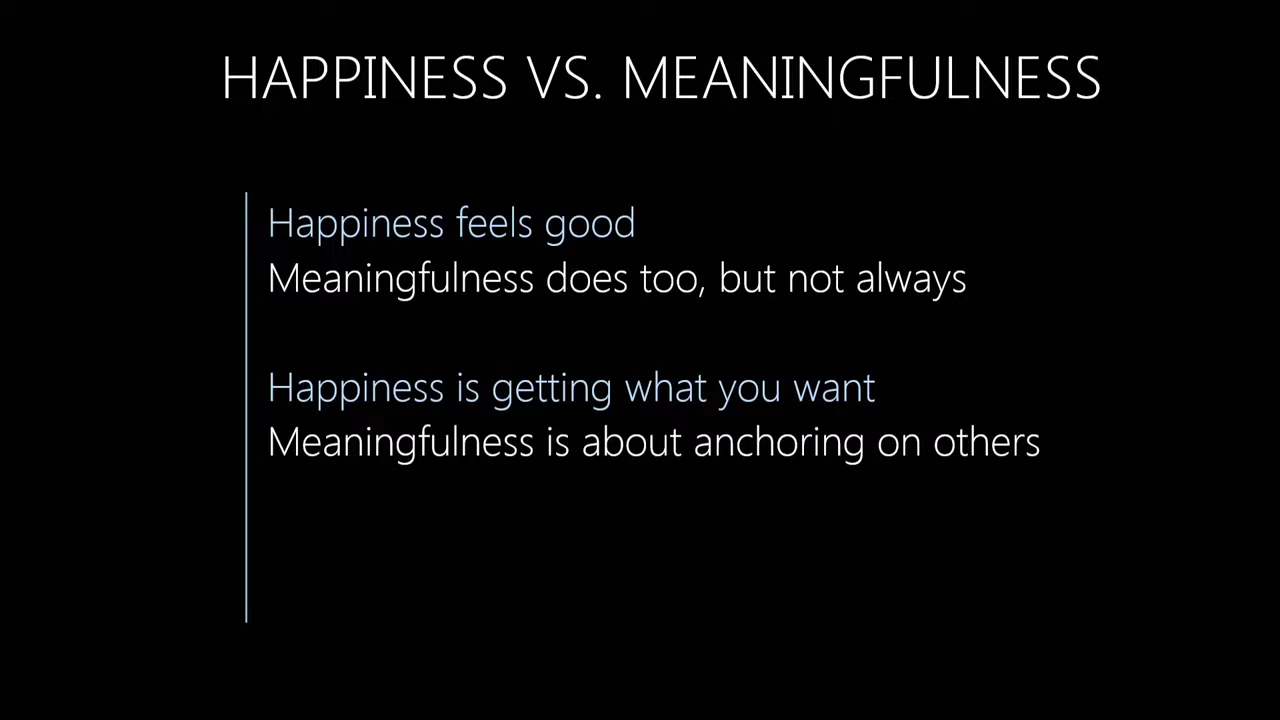 HAPPINESS VS. MEANINGFULNESS
Happiness feels good
Meaningfulness does too, but not always
Happiness is getting what you want
Meaningfulness is about anchoring on others